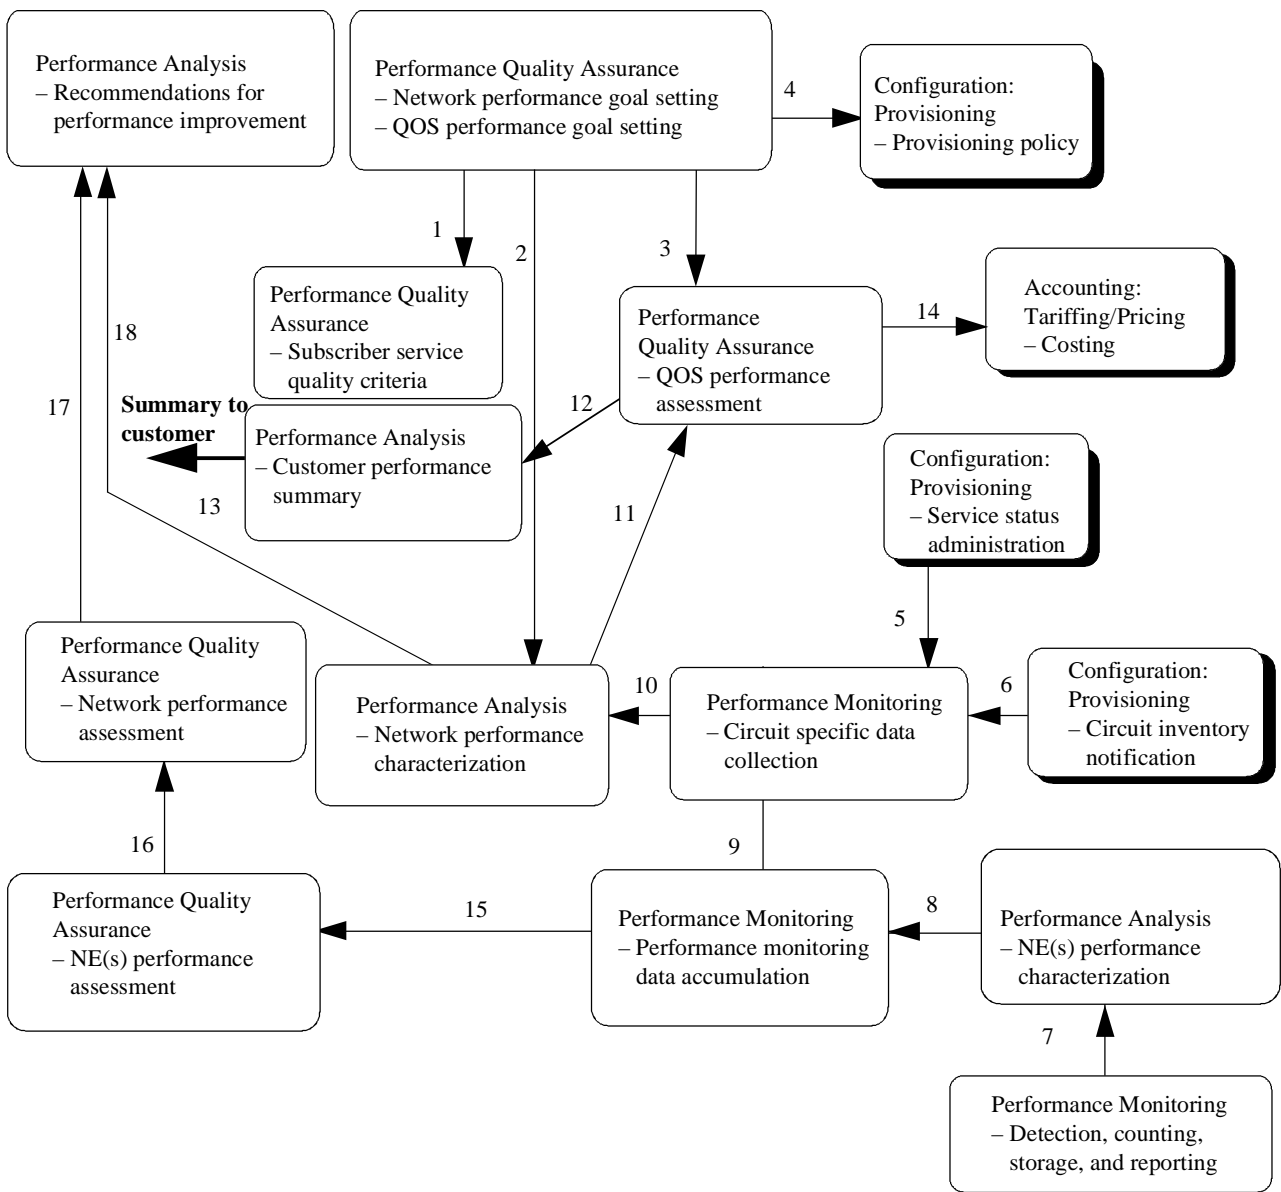 Performance Analysis
– Recommendations for
performance improvement
Performance Quality Assurance
– Network performance goal setting
– QOS performance goal setting
4
Configuration:
Provisioning
– Provisioning policy
1
2
3
Performance Quality
Assurance
– Subscriber service
quality criteria
Performance
Quality Assurance
– QOS performance
assessment
14
Accounting:
Tariffing/Pricing
– Costing
18
17
Summary to
customer
12
Performance Analysis
– Customer performance
summary
13
11
Configuration:
Provisioning
– Service status
administration
5
Performance Quality
Assurance
– Network performance
assessment
Performance Analysis
– Network performance
characterization
10
Performance Monitoring
– Circuit specific data
collection
6
Configuration:
Provisioning
– Circuit inventory
notification
16
9
Performance Quality
Assurance
– NE(s) performance
assessment
15
Performance Monitoring
– Performance monitoring
data accumulation
8
Performance Analysis
– NE(s) performance
characterization
7
Performance Monitoring
– Detection, counting,
storage, and reporting